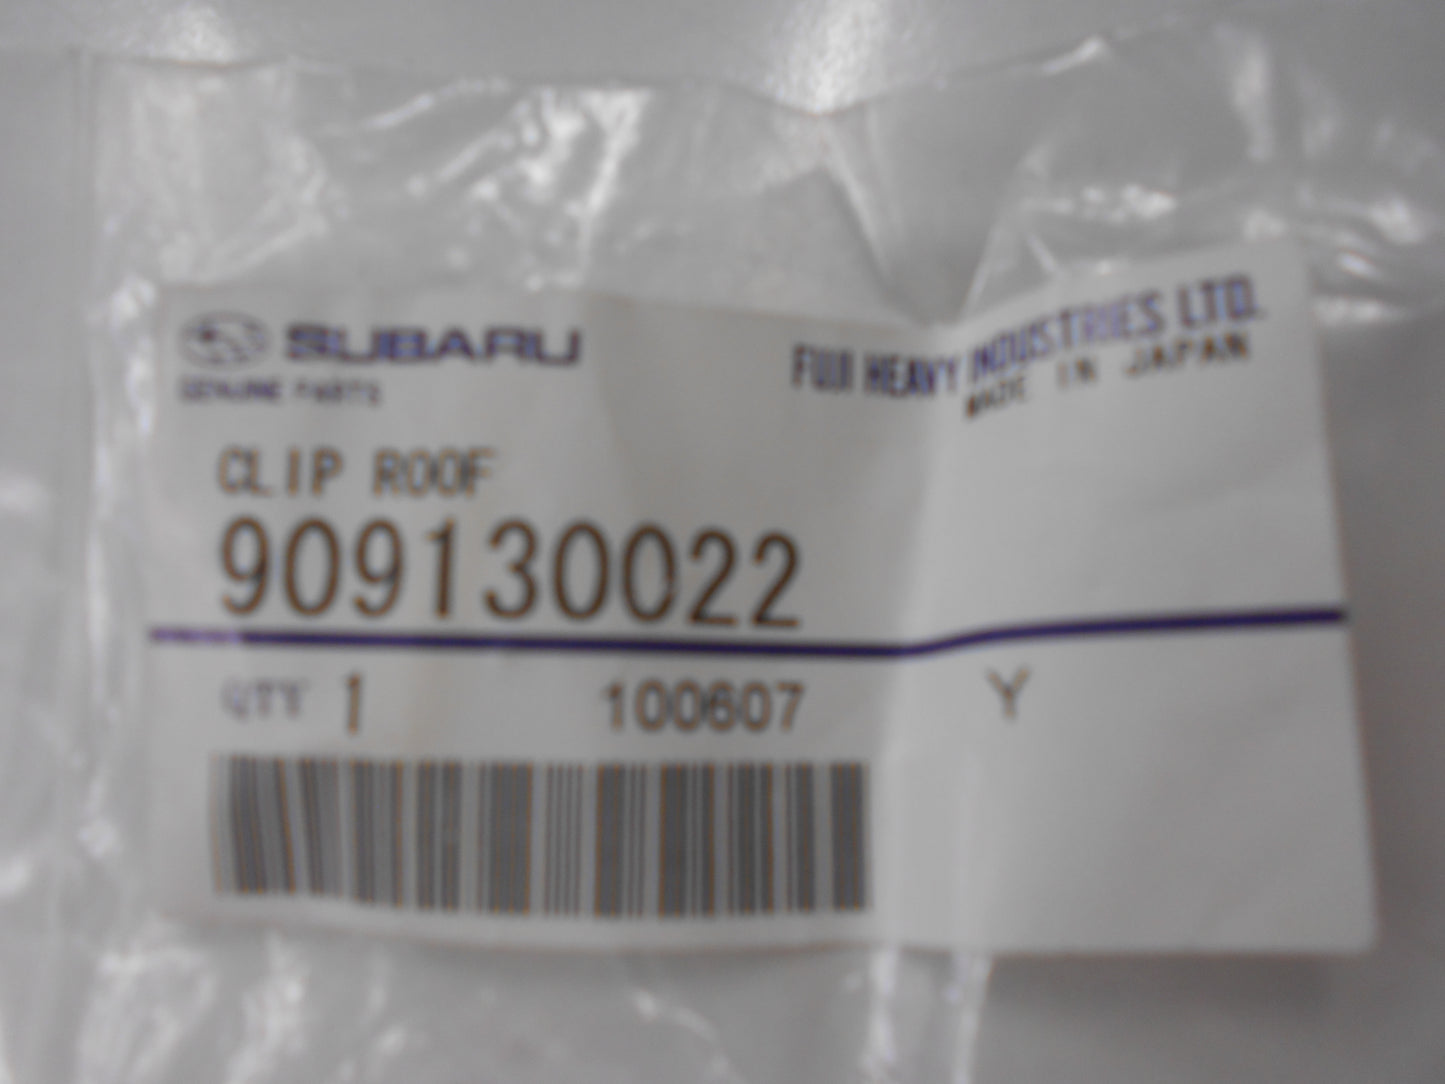 SUBARU
GENUINE PARTS
FUJI HEAVY INDUSTRIES LTD.
MADE IN JAPAN
CLIP ROOF
909130022
QTY 1 100607 Y